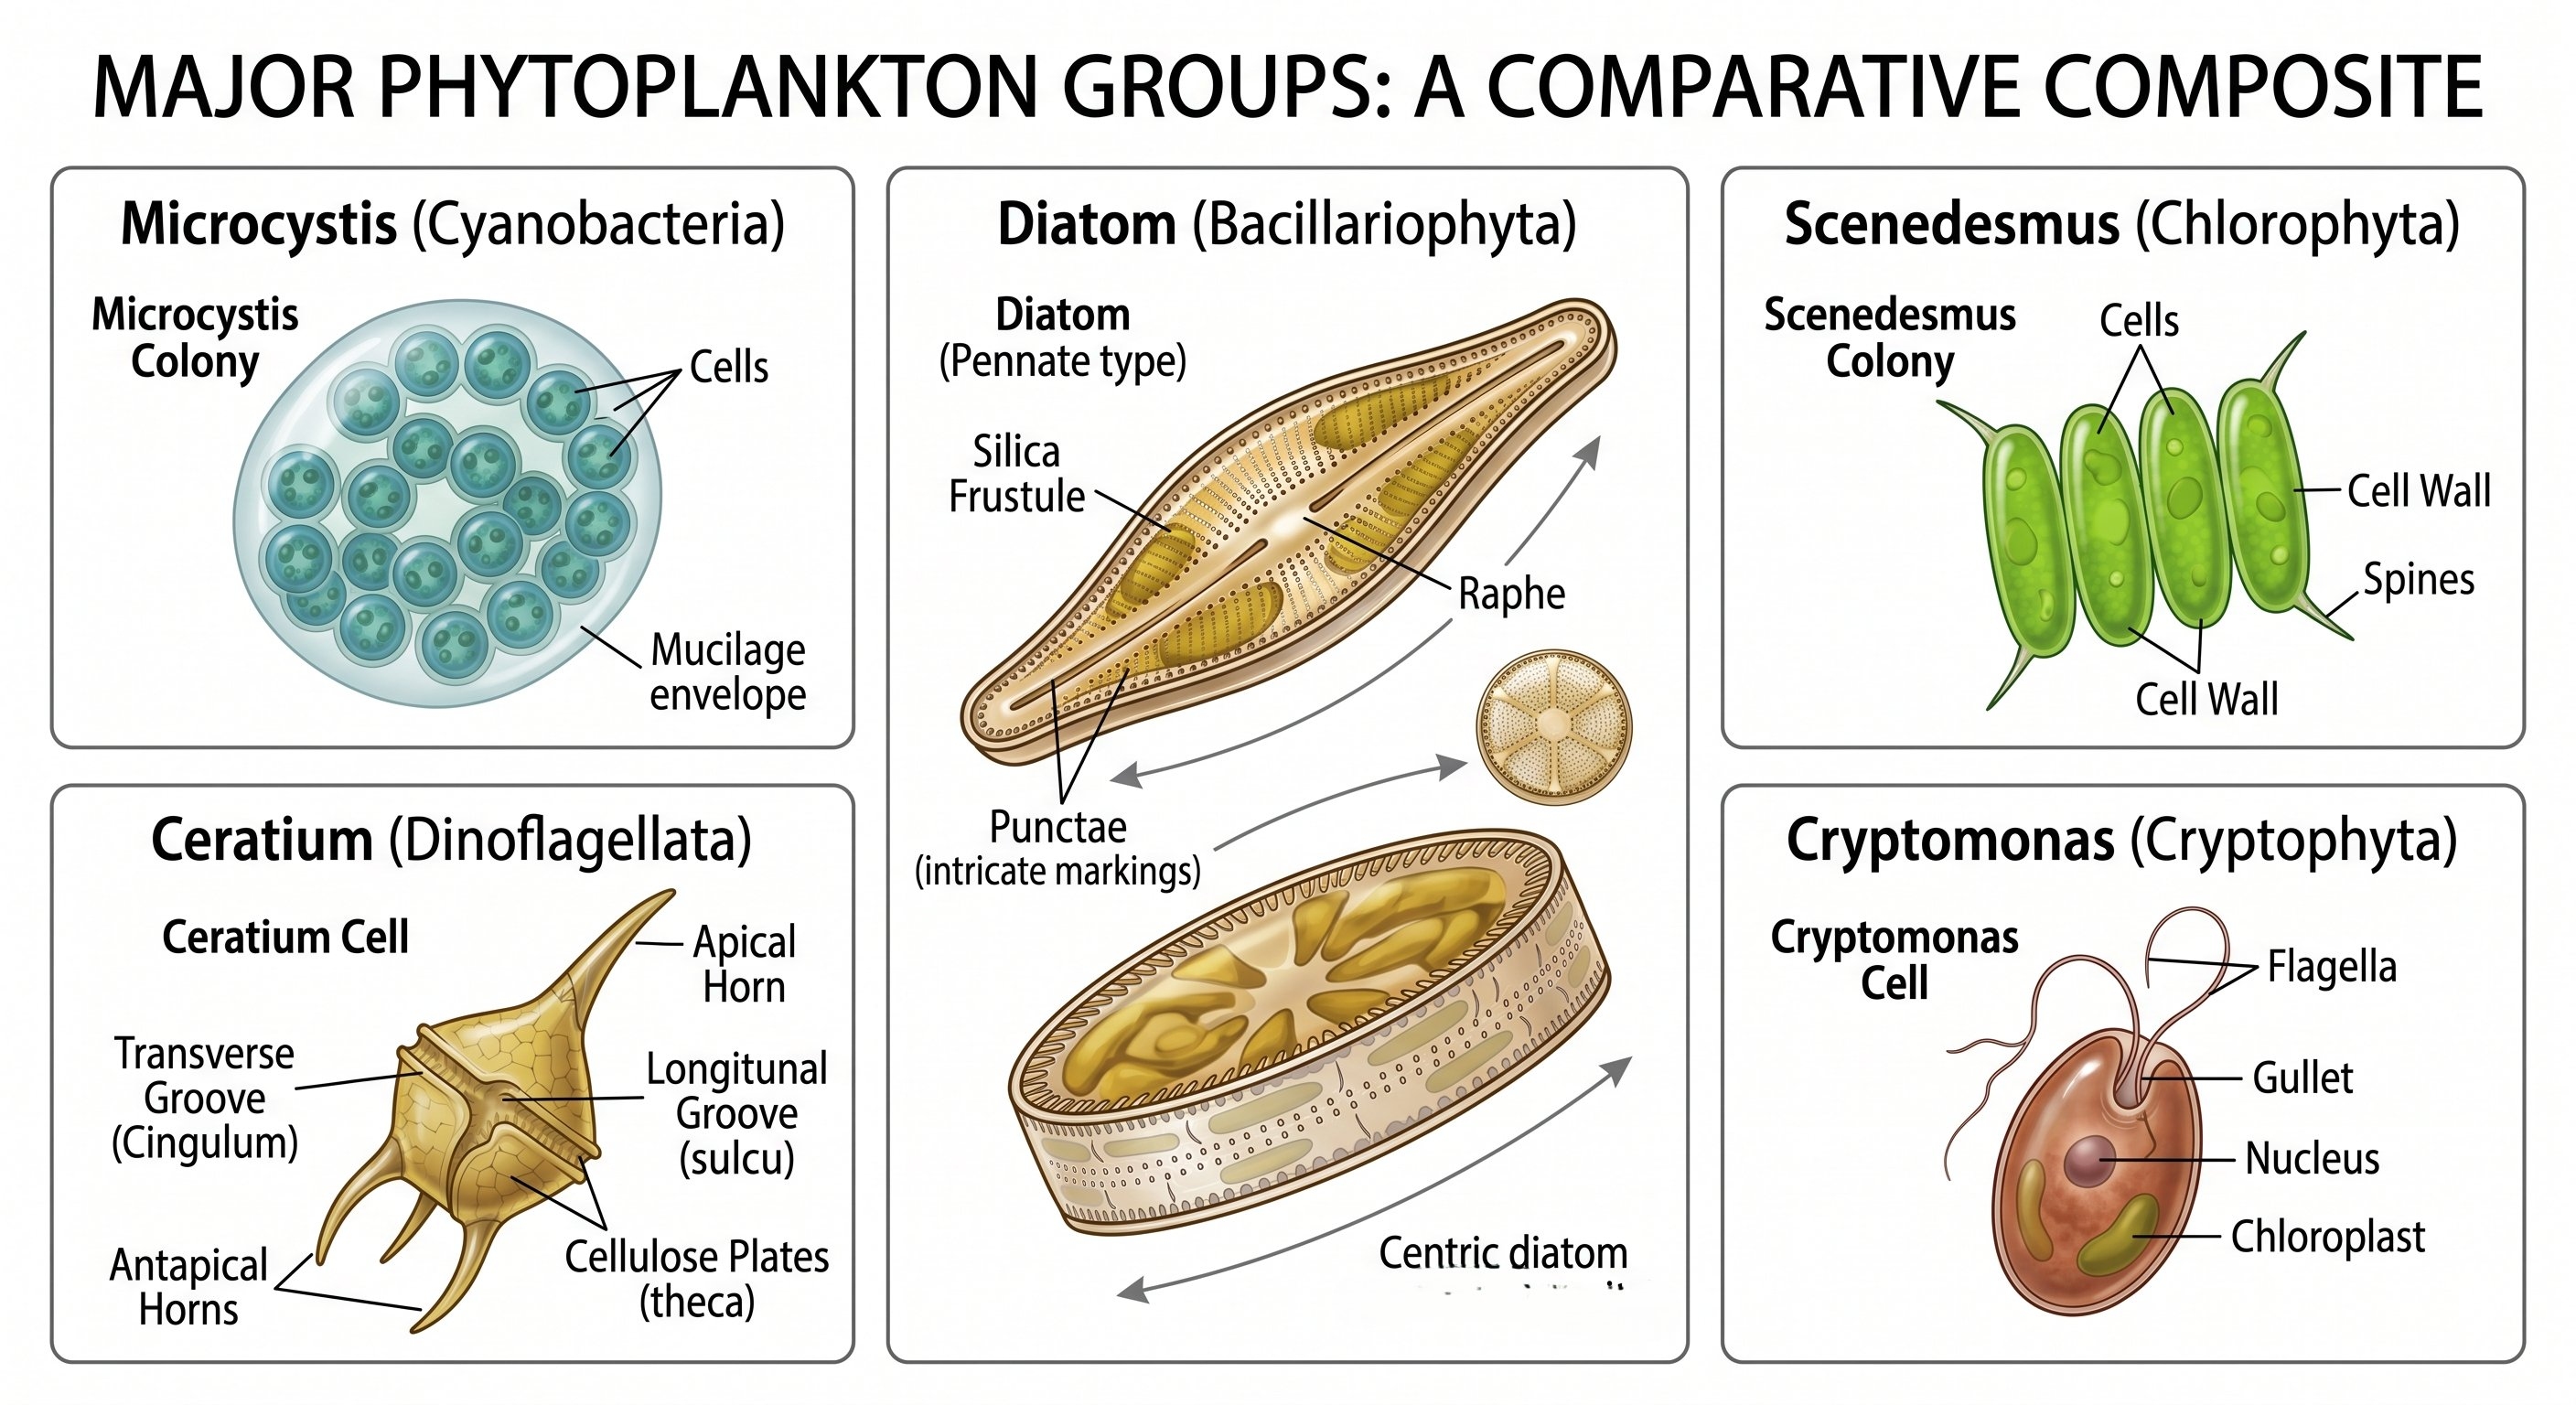 MAJOR PHYTOPLANKTON GROUPS: A COMPARATIVE COMPOSITE
Microcystis (Cyanobacteria)
Microcystis
Colony
Cells
Mucilage
envelope
Diatom (Bacillariophyta)
Diatom
(Pennate type)
Silica
Frustule
Raphe
Punctae
(intricate markings)
Centric diatom
Scenedesmus (Chlorophyta)
Scenedesmus
Colony
Cells
Cell Wall
Spines
Cell Wall
Ceratium (Dinoflagellata)
Ceratium Cell
Apical
Horn
Transverse
Groove
(Cingulum)
Longitunal
Groove
(sulcu)
Antapical
Horns
Cellulose Plates
(theca)
Cryptomonas (Cryptophyta)
Cryptomonas
Cell
Flagella
Gullet
Nucleus
Chloroplast